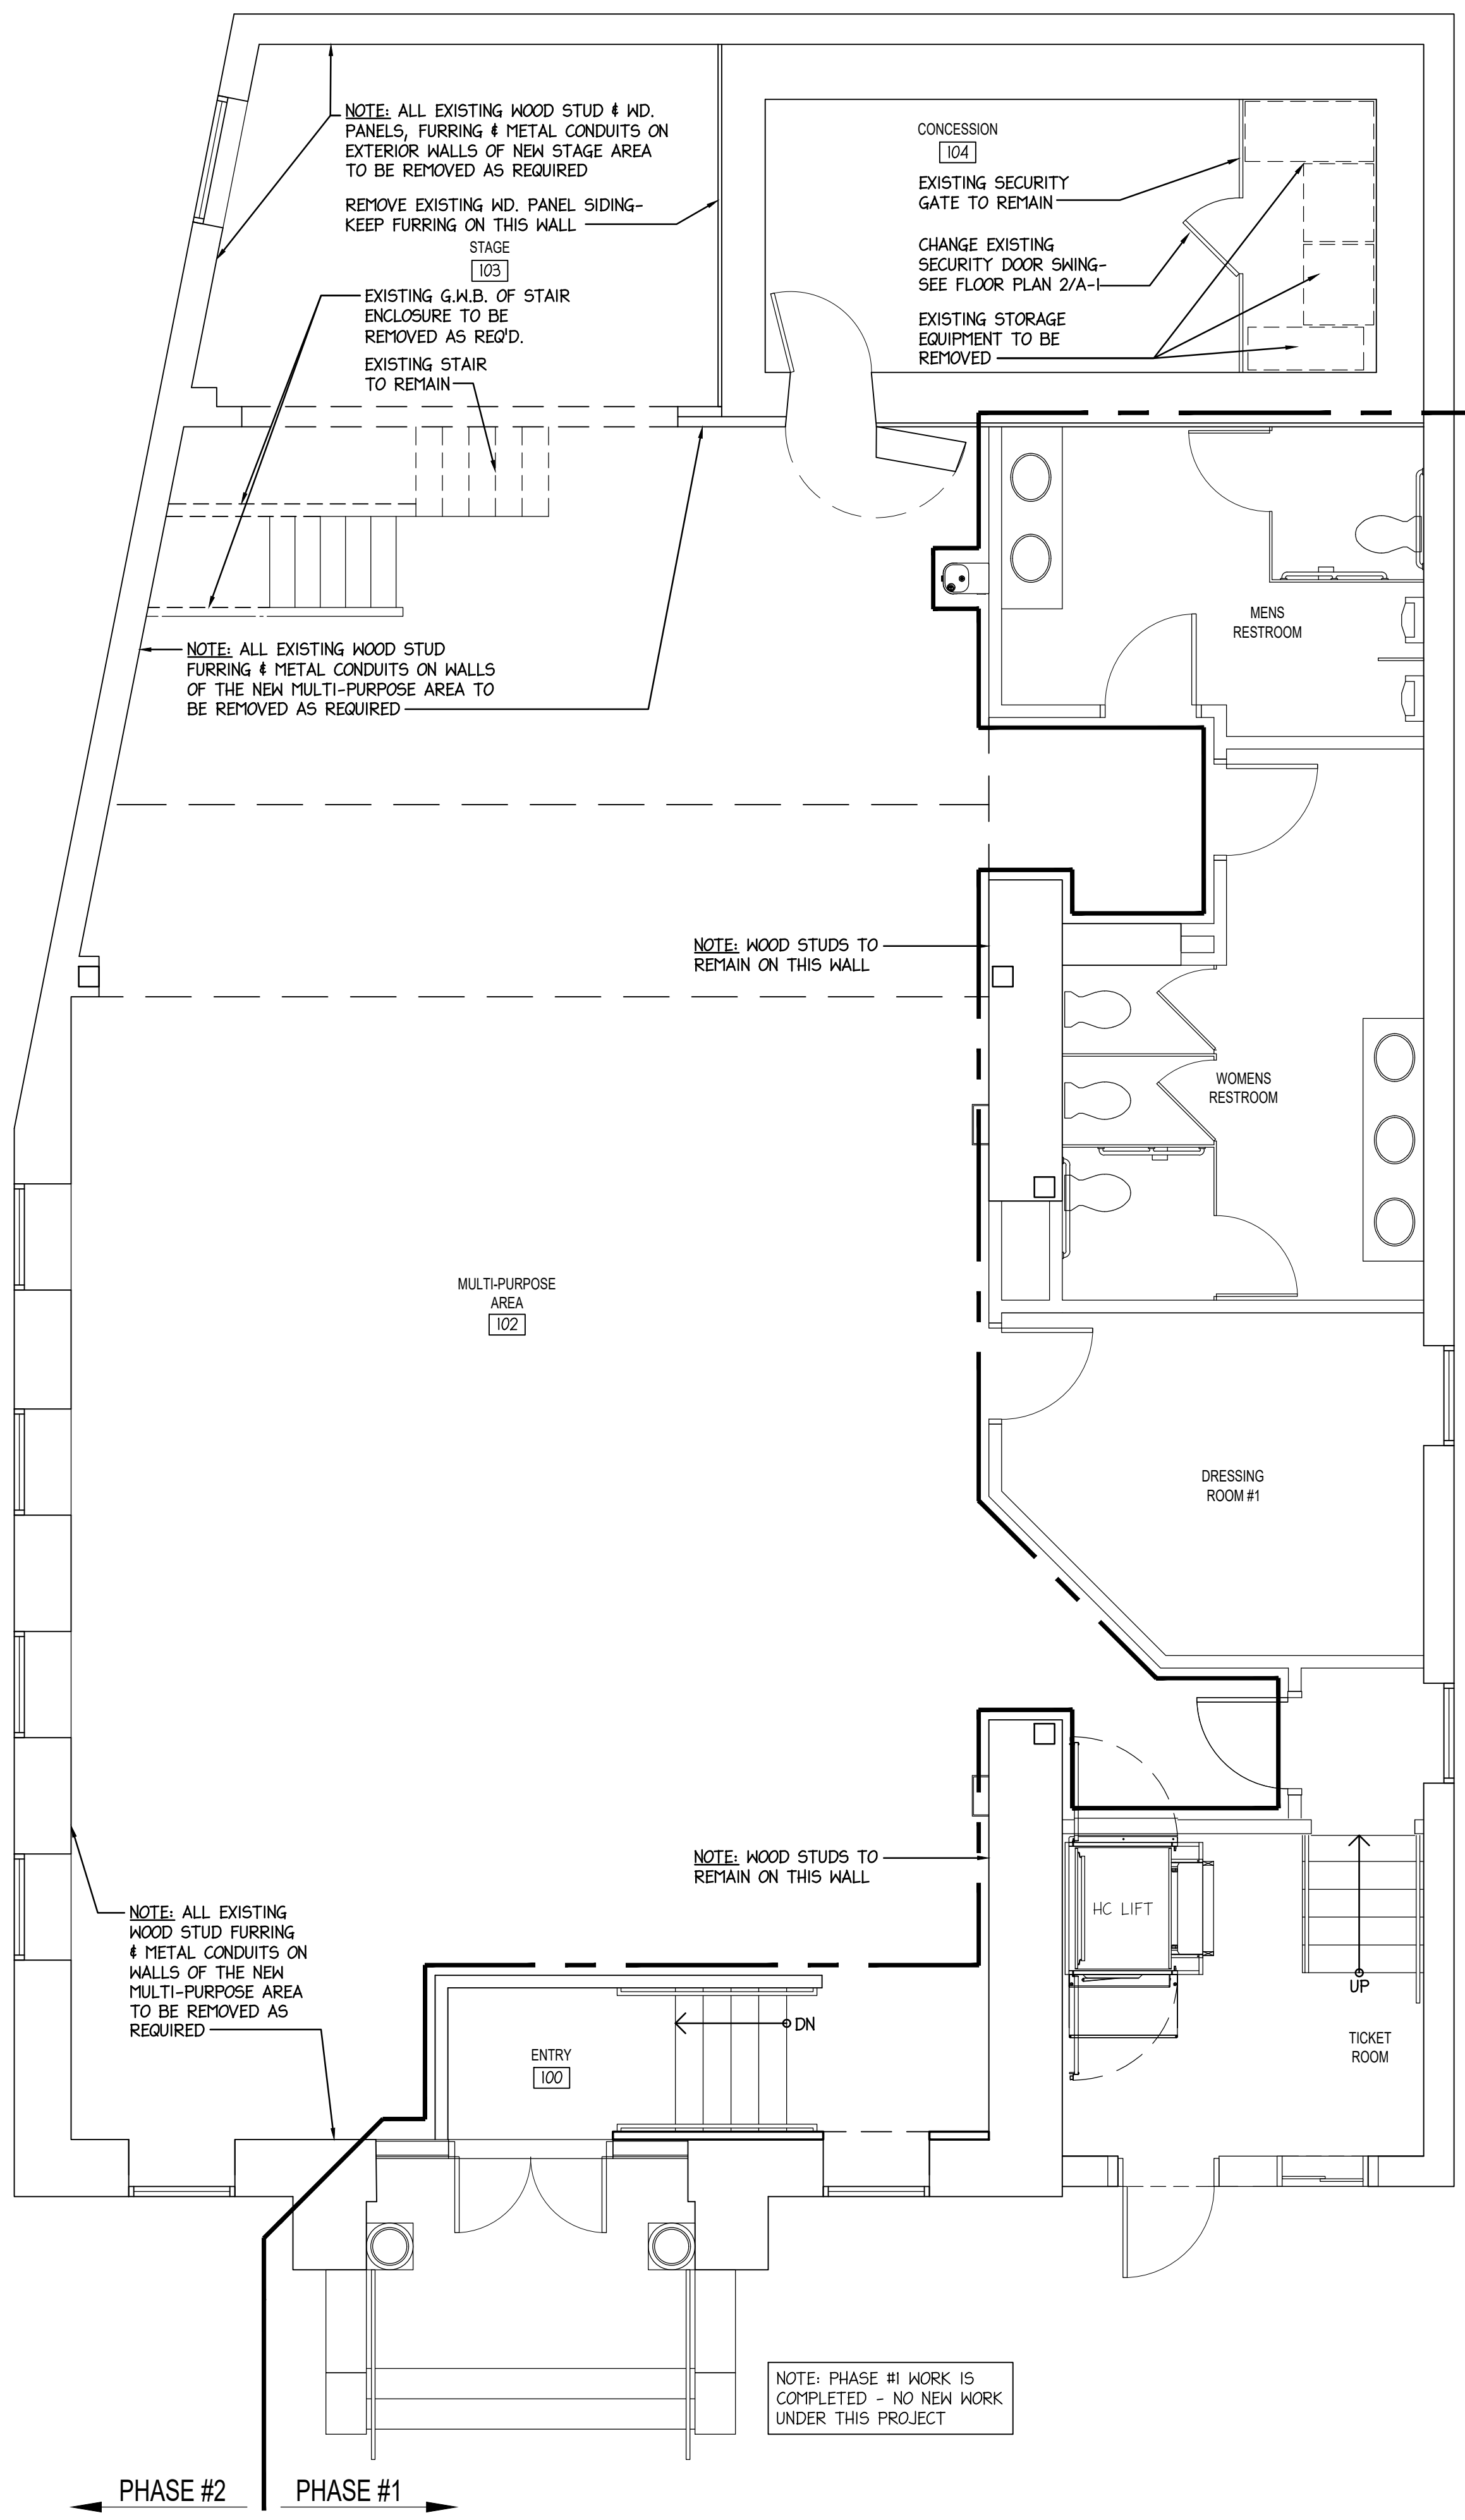 NOTE: ALL EXISTING WOOD STUD & WD.
PANELS, FURRING & METAL CONDUITS ON
EXTERIOR WALLS OF NEW STAGE AREA
TO BE REMOVED AS REQUIRED
REMOVE EXISTING WD. PANEL SIDING-
KEEP FURRING ON THIS WALL
STAGE
103
EXISTING G.W.B. OF STAIR
ENCLOSURE TO BE
REMOVED AS REQ'D.
EXISTING STAIR
TO REMAIN
CONCESSION
104
EXISTING SECURITY
GATE TO REMAIN
CHANGE EXISTING
SECURITY DOOR SWING-
SEE FLOOR PLAN 2/A-1
EXISTING STORAGE
EQUIPMENT TO BE
REMOVED
MENS
RESTROOM
NOTE: ALL EXISTING WOOD STUD
FURRING & METAL CONDUITS ON WALLS
OF THE NEW MULTI-PURPOSE AREA TO
BE REMOVED AS REQUIRED
NOTE: WOOD STUDS TO
REMAIN ON THIS WALL
WOMENS
RESTROOM
MULTI-PURPOSE
AREA
102
DRESSING
ROOM #1
NOTE: WOOD STUDS TO
REMAIN ON THIS WALL
HC LIFT
UP
NOTE: ALL EXISTING
WOOD STUD FURRING
& METAL CONDUITS ON
WALLS OF THE NEW
MULTI-PURPOSE AREA
TO BE REMOVED AS
REQUIRED
DN
ENTRY
100
TICKET
ROOM
NOTE: PHASE #1 WORK IS
COMPLETED - NO NEW WORK
UNDER THIS PROJECT
PHASE #2
PHASE #1